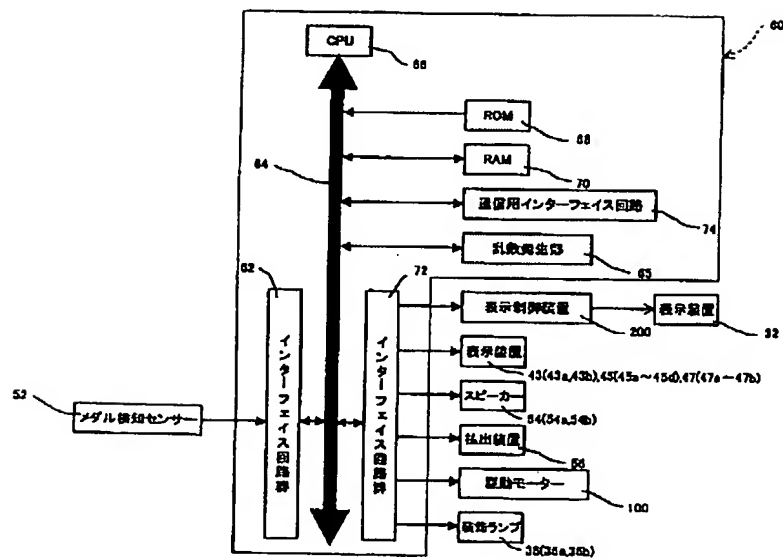 CPU
66
60
ROM
68
RAM
70
64
通信用インターフェイス回路
74
乱数発生部
65
62
72
インターフェイス回路群
インターフェイス回路群
表示制御装置
200
表示装置
32
表示装置
43(43a,43b),45(45a～45d),47(47a～47b)
52
メダル検知センサー
スピーカー
54(54a,54b)
払出装置
56
駆動モーター
100
装飾ランプ
36(36a,36b)